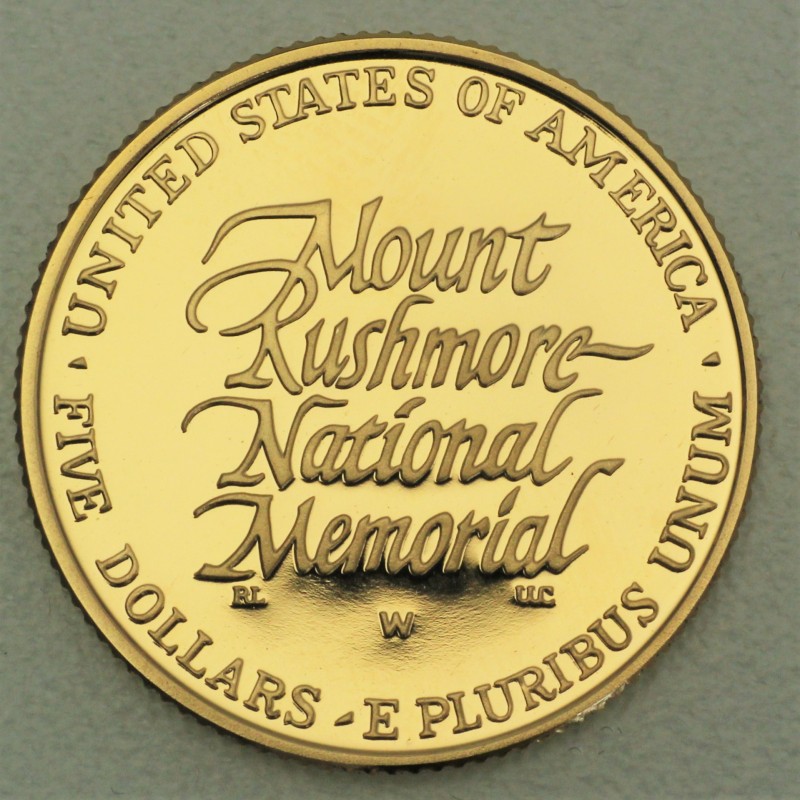 UNITED STATES OF AMERICA
Mount
Rushmore
National
Memorial
RL LLC
W
FIVE DOLLARS - E PLURIBUS UNUM